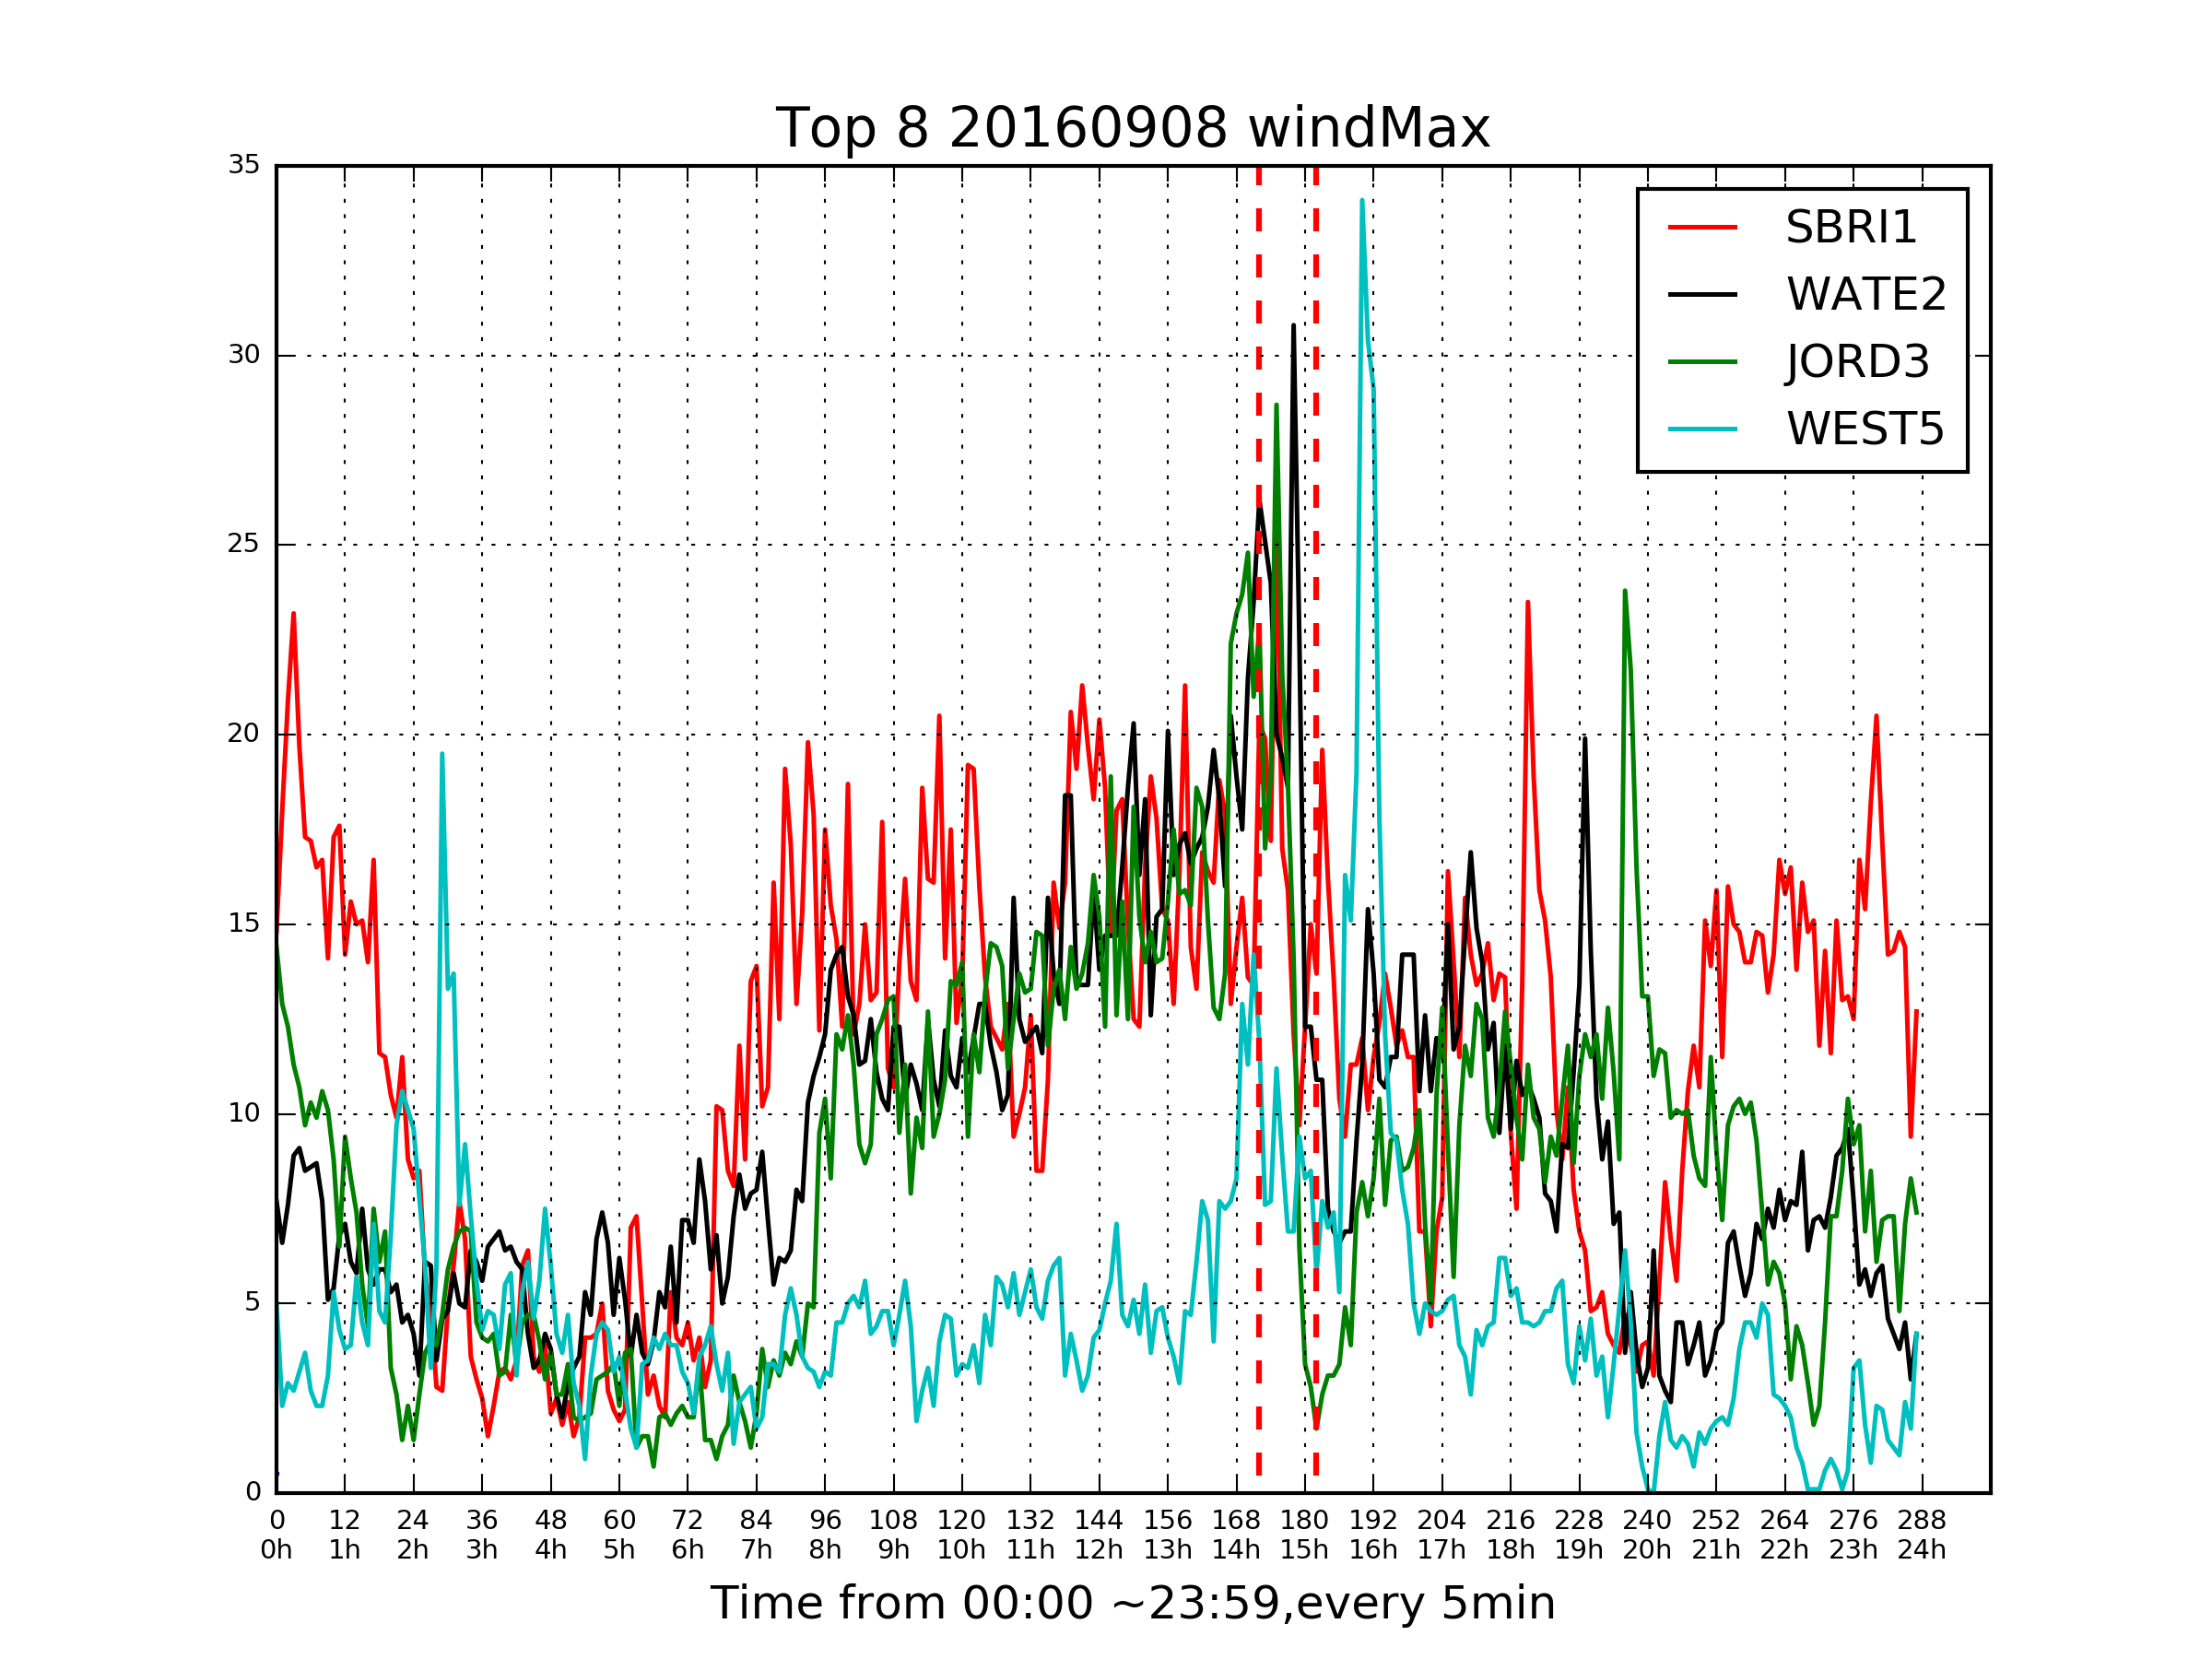 Top 8 20160908 windMax
35
30
25
20
15
10
5
0
SBRI1
WATE2
JORD3
WEST5
0 12 24 36 48 60 72 84 96 108 120 132 144 156 168 180 192 204 216 228 240 252 264 276 288
0h 1h 2h 3h 4h 5h 6h 7h 8h 9h 10h 11h 12h 13h 14h 15h 16h 17h 18h 19h 20h 21h 22h 23h 24h
Time from 00:00 ~23:59,every 5min